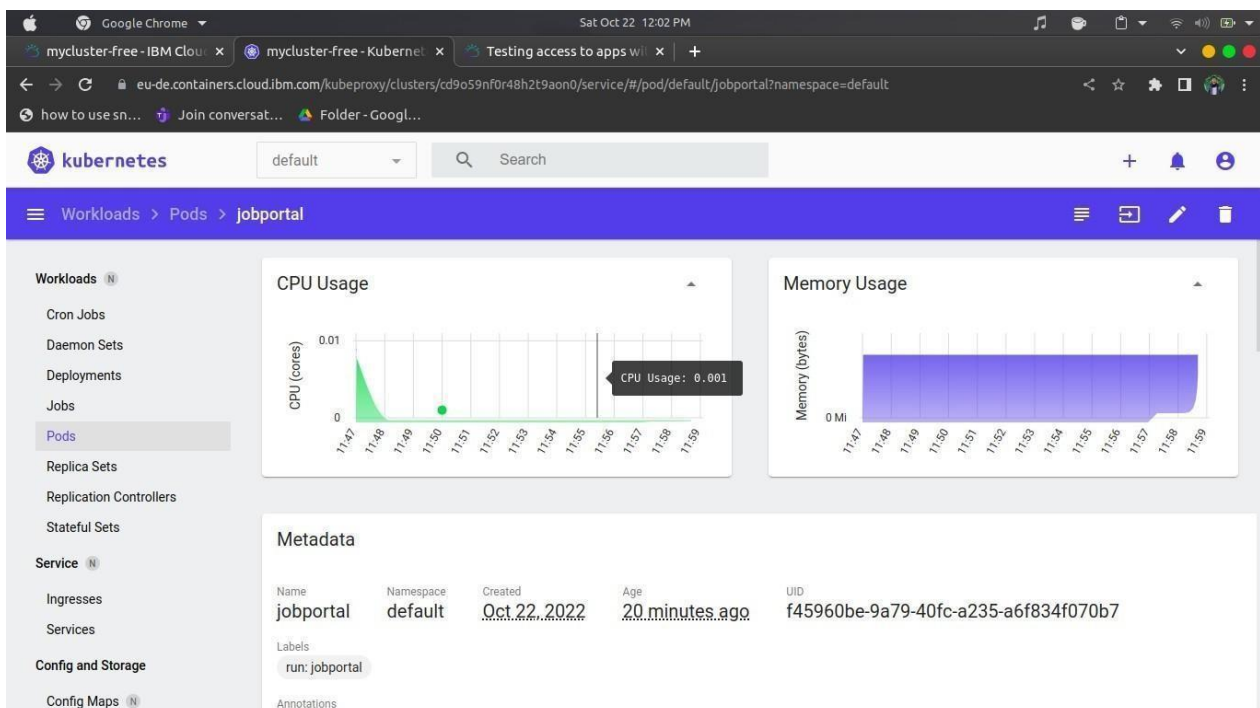 Google Chrome
Sat Oct 22 12:02 PM
mycluster-free - IBM Clou
mycluster-free - Kubernet
Testing access to apps wi
eu-de.containers.cloud.ibm.com/kubeproxy/clusters/cd9o59nf0r48h2t9aon0/service/#/pod/default/jobportal?namespace=default
how to use sn...
Join conversat...
Folder - Googl...
kubernetes
default
Search
Workloads > Pods > jobportal
Workloads N
Cron Jobs
Daemon Sets
Deployments
Jobs
Pods
Replica Sets
Replication Controllers
Stateful Sets
Service N
Ingresses
Services
Config and Storage
Config Maps N
CPU Usage
CPU (cores)
0.01
0
CPU Usage: 0.001
11:47 11:48 11:49 11:50 11:51 11:52 11:53 11:54 11:55 11:56 11:57 11:58 11:59
Memory Usage
Memory (bytes)
0 Mi
11:47 11:48 11:49 11:50 11:51 11:52 11:53 11:54 11:55 11:56 11:57 11:58 11:59
Metadata
Name Namespace Created Age UID
jobportal default Oct 22, 2022 20 minutes ago f45960be-9a79-40fc-a235-a6f834f070b7
Labels
run: jobportal
Annotations